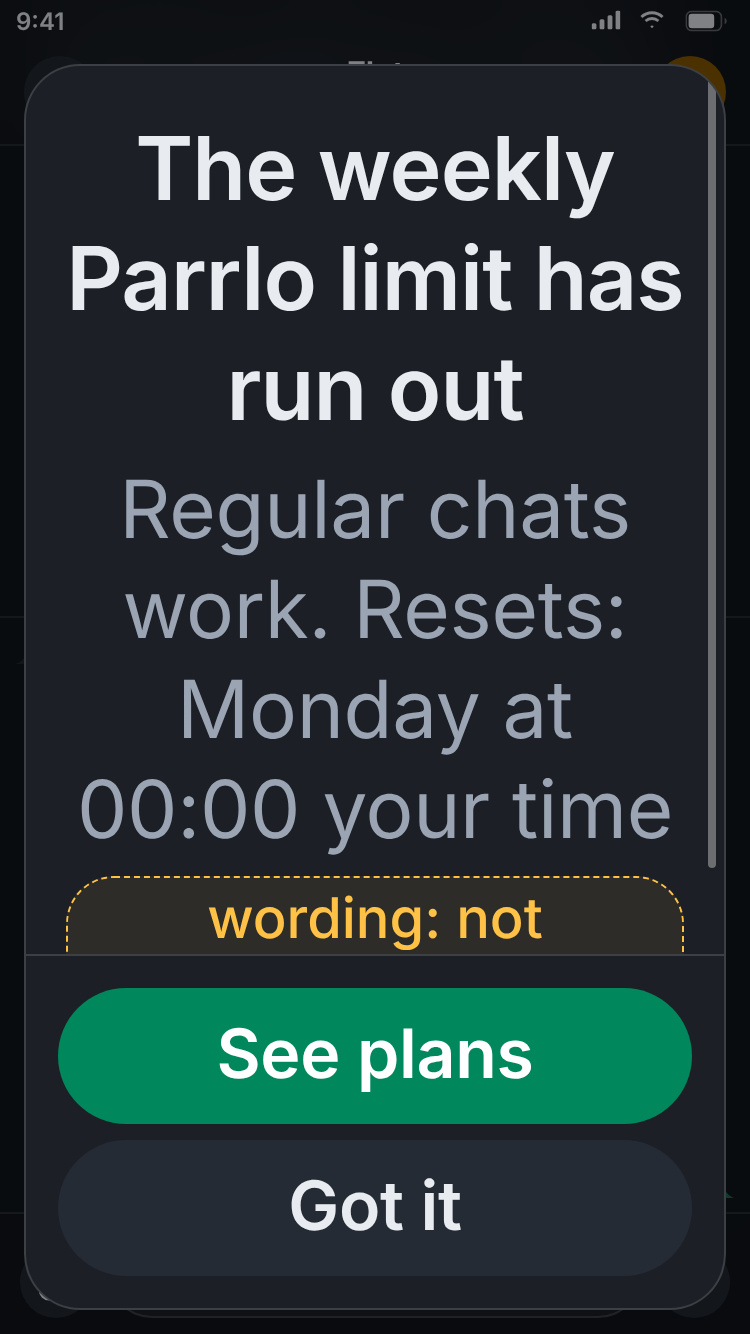 9:41
The weekly
Parrlo limit has
run out
Regular chats
work. Resets:
Monday at
00:00 your time
wording: not
See plans
Got it